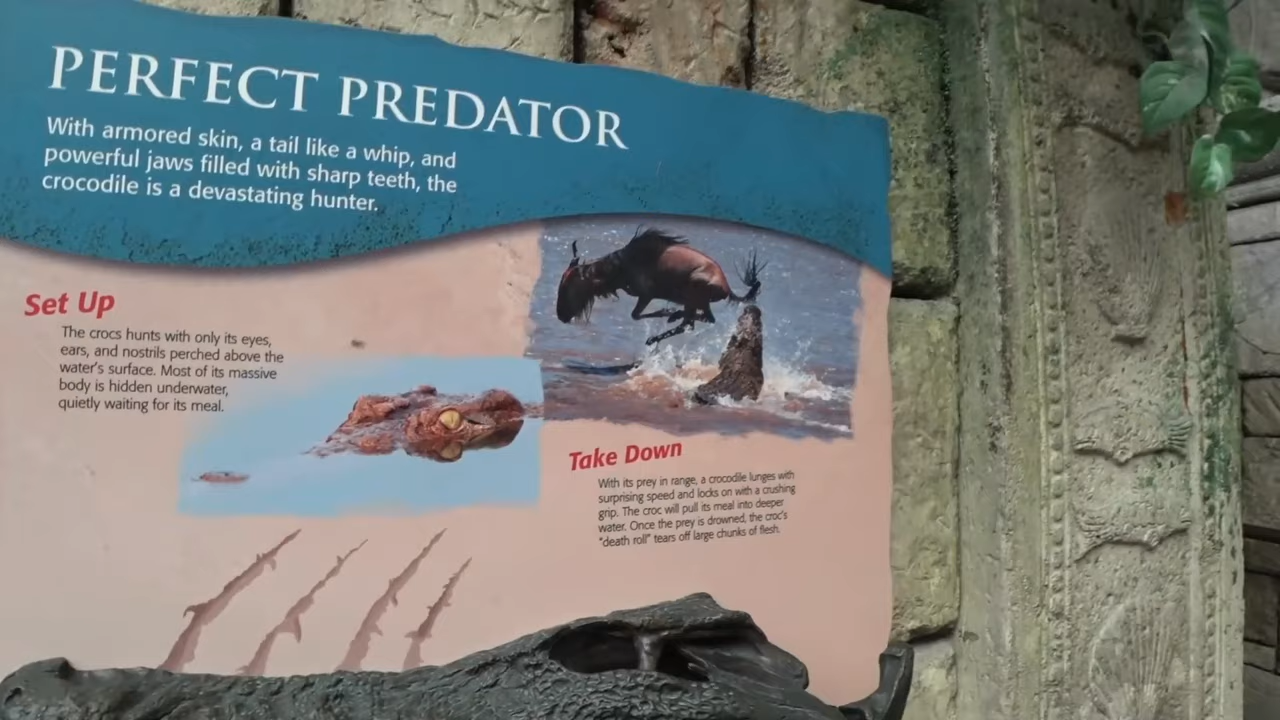 PERFECT PREDATOR
With armored skin, a tail like a whip, and
powerful jaws filled with sharp teeth, the
crocodile is a devastating hunter.
Set Up
The crocs hunts with only its eyes,
ears, and nostrils perched above the
water's surface. Most of its massive
body is hidden underwater,
quietly waiting for its meal.
Take Down
With its prey in range, a crocodile lunges with
surprising speed and locks on with a crushing
grip. The croc will pull its meal into deeper
water. Once the prey is drowned, the croc's
"death roll" tears off large chunks of flesh.